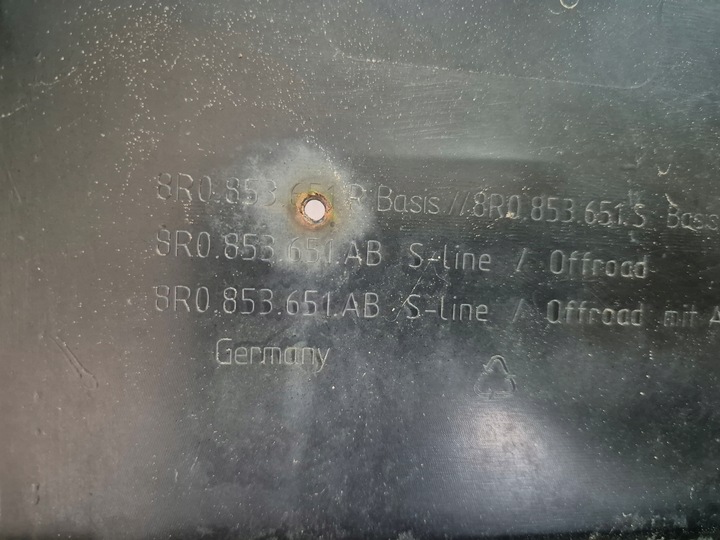 8R0.853.651.R Basis // 8R0.853.651.S Basis
8R0.853.651.AB S-line / Offroad
8R0.853.651.AB S-line / Offroad mit A
Germany